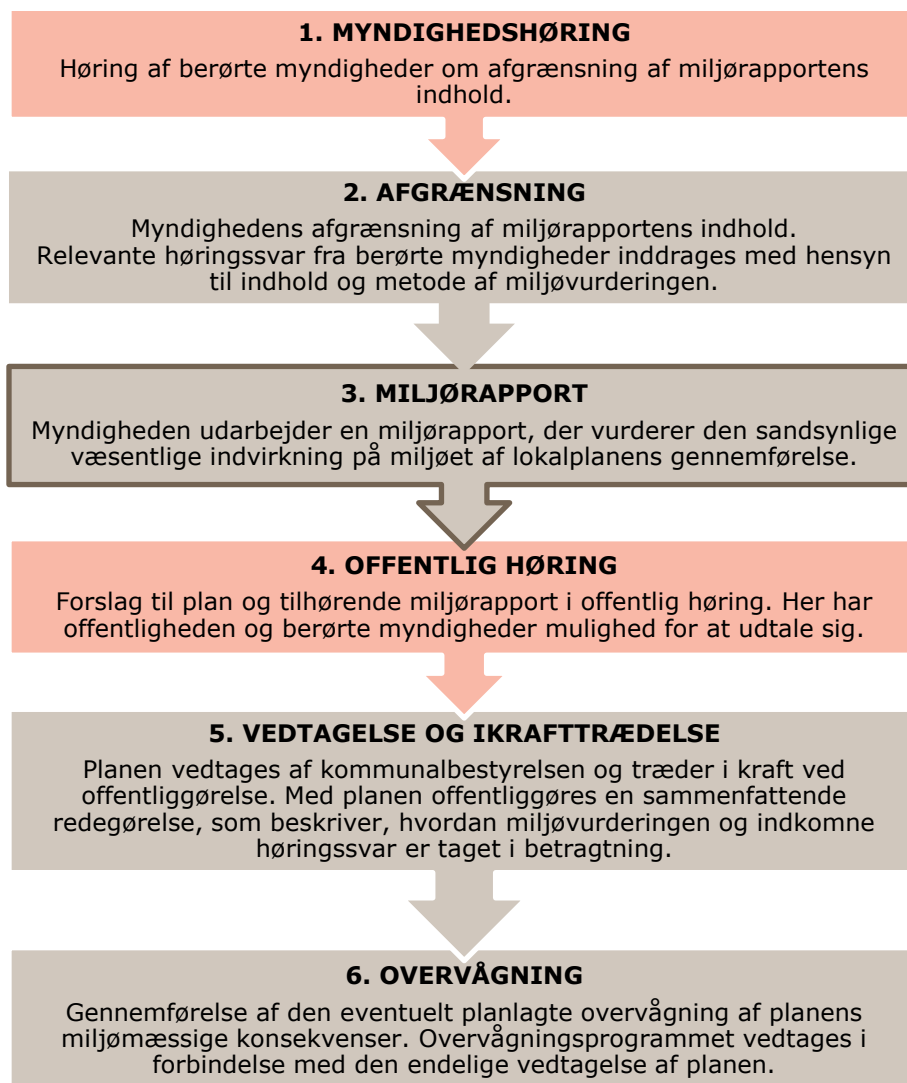 1. MYNDIGHEDSHØRING
Høring af berørte myndigheder om afgrænsning af miljørapportens
indhold.
2. AFGRÆNSNING
Myndighedens afgrænsning af miljørapportens indhold.
Relevante høringssvar fra berørte myndigheder inddrages med hensyn
til indhold og metode af miljøvurderingen.
3. MILJØRAPPORT
Myndigheden udarbejder en miljørapport, der vurderer den sandsynlige
væsentlige indvirkning på miljøet af lokalplanens gennemførelse.
4. OFFENTLIG HØRING
Forslag til plan og tilhørende miljørapport i offentlig høring. Her har
offentligheden og berørte myndigheder mulighed for at udtale sig.
5. VEDTAGELSE OG IKRAFTTRÆDELSE
Planen vedtages af kommunalbestyrelsen og træder i kraft ved
offentliggørelse. Med planen offentliggøres en sammenfattende
redegørelse, som beskriver, hvordan miljøvurderingen og indkomne
høringssvar er taget i betragtning.
6. OVERVÅGNING
Gennemførelse af den eventuelt planlagte overvågning af planens
miljømæssige konsekvenser. Overvågningsprogrammet vedtages i
forbindelse med den endelige vedtagelse af planen.